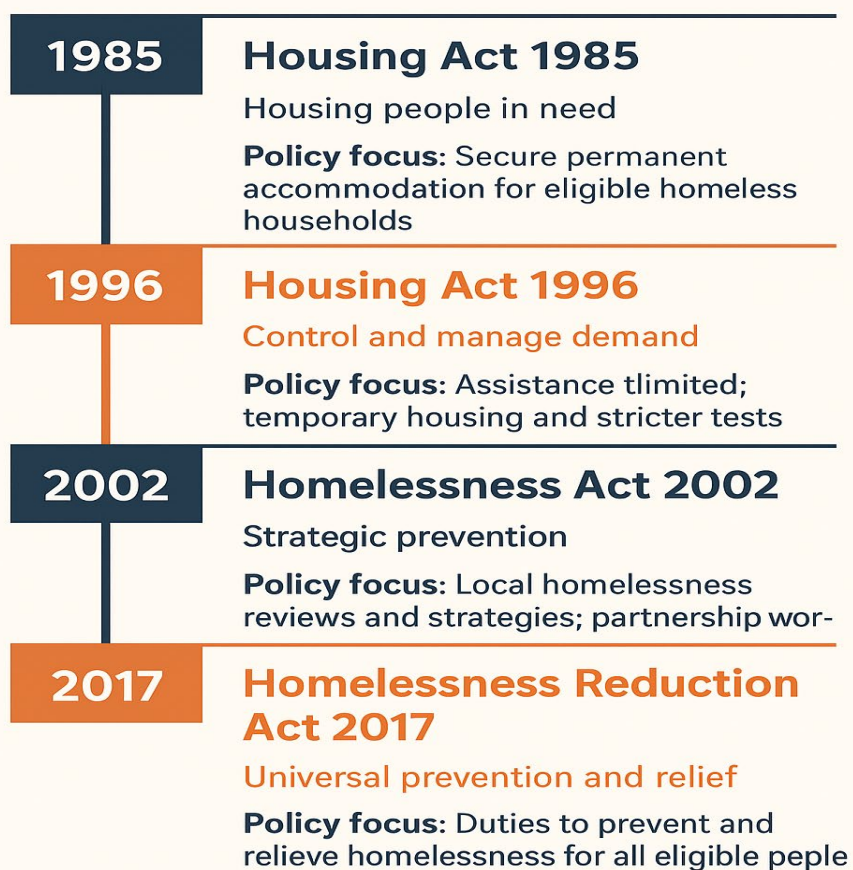 1985
Housing Act 1985
Housing people in need
Policy focus: Secure permanent
accommodation for eligible homeless
households
1996
Housing Act 1996
Control and manage demand
Policy focus: Assistance tlimited;
temporary housing and stricter tests
2002
Homelessness Act 2002
Strategic prevention
Policy focus: Local homelessness
reviews and strategies; partnership wor-
2017
Homelessness Reduction
Act 2017
Universal prevention and relief
Policy focus: Duties to prevent and
relieve homelessness for all eligible peple